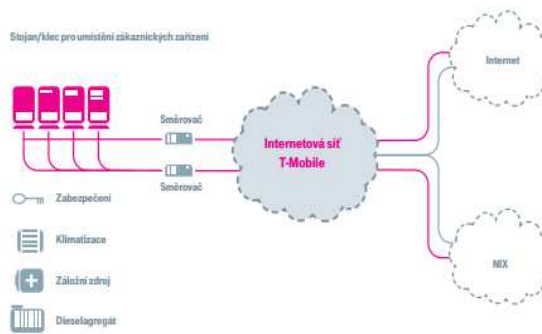 Stojan/klec pro umístění zákaznických zařízení
Internet
Směrovač
Internetová síť
T-Mobile
Směrovač
Zabezpečení
Klimatizace
Záložní zdroj
NIX
Dieselagregát